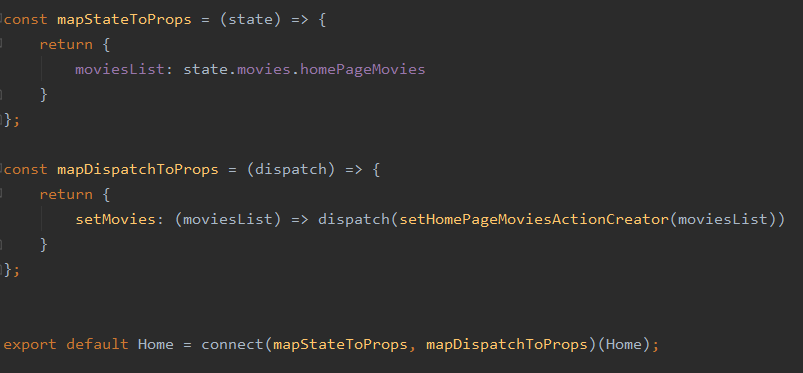 const mapStateToProps = (state) => {
return {
moviesList: state.movies.homePageMovies
}
};
const mapDispatchToProps = (dispatch) => {
return {
setMovies: (moviesList) => dispatch(setHomePageMoviesActionCreator(moviesList))
}
};
export default Home = connect(mapStateToProps, mapDispatchToProps)(Home);